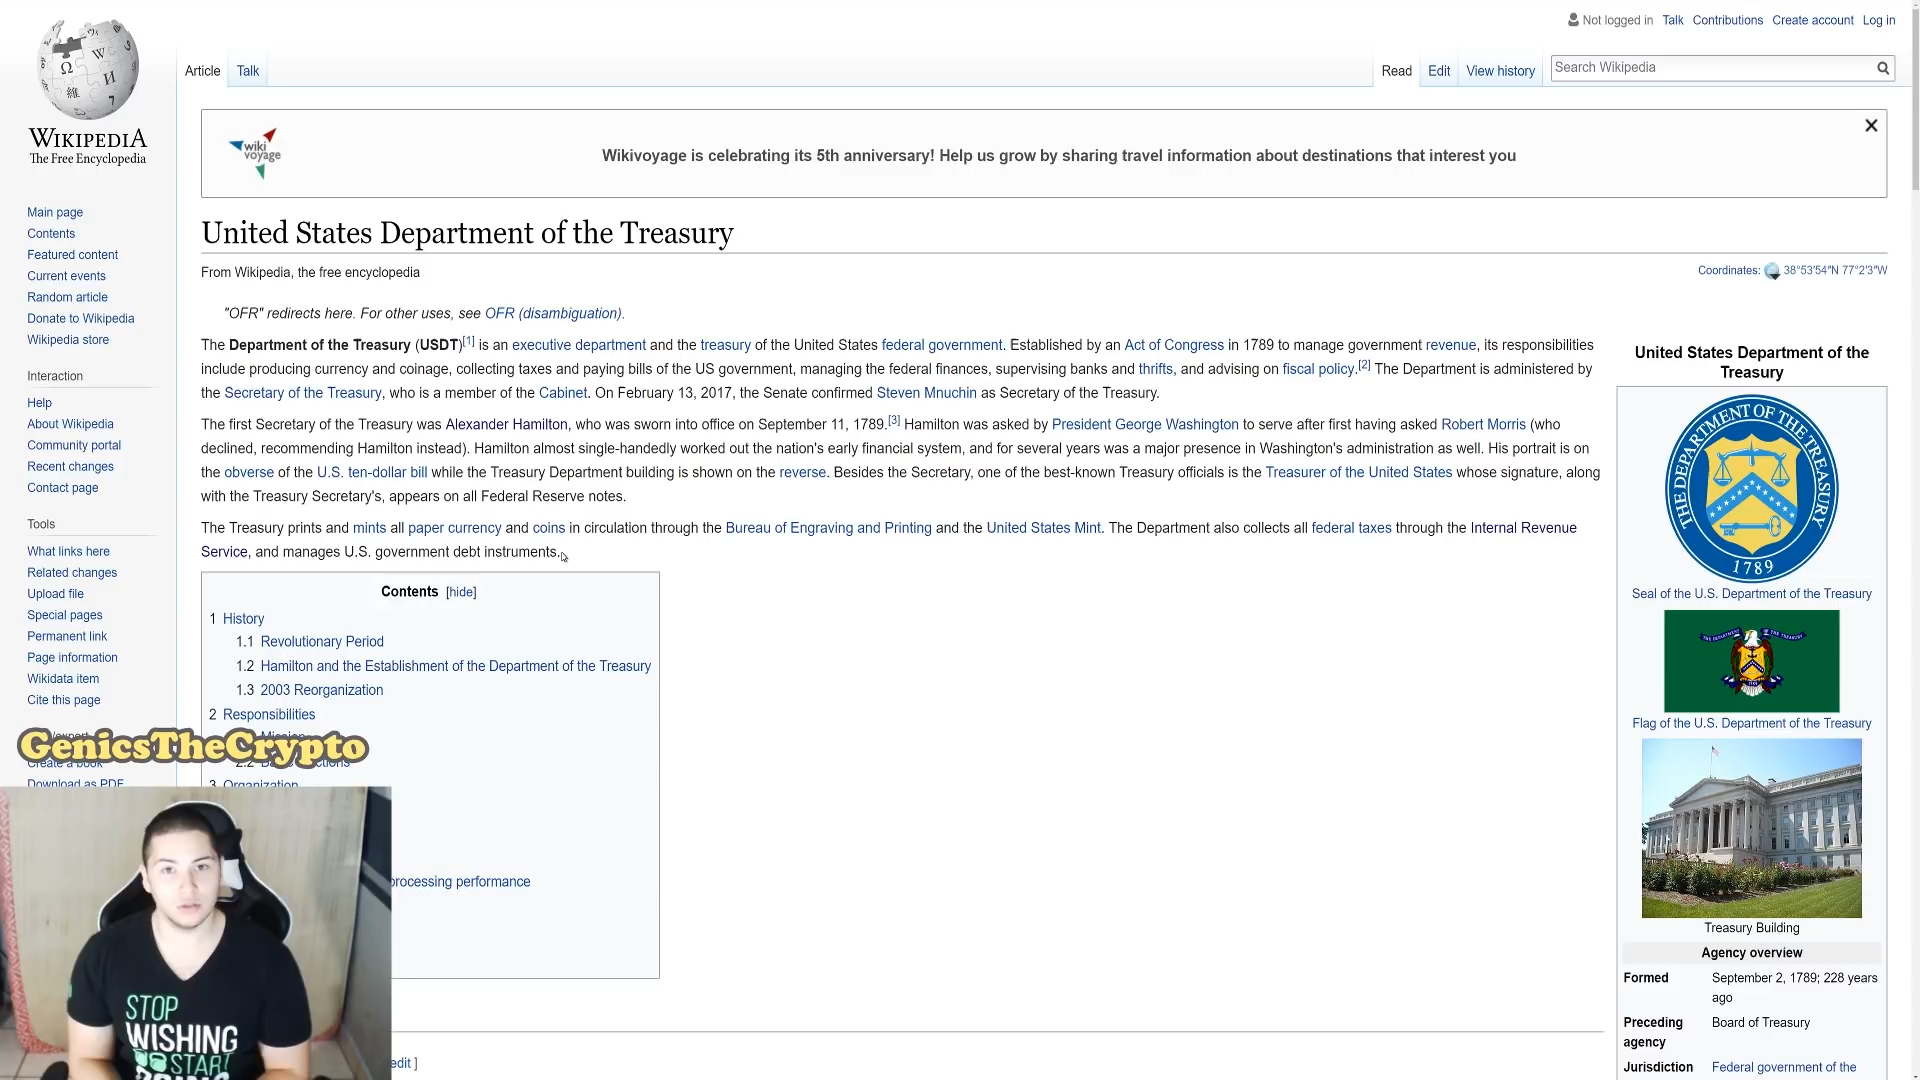 Not logged in Talk Contributions Create account Log in
Article Talk
Read Edit View history Search Wikipedia
WIKIPEDIA
The Free Encyclopedia
wiki
voyage
Wikivoyage is celebrating its 5th anniversary! Help us grow by sharing travel information about destinations that interest you
Main page
Contents
Featured content
Current events
Random article
Donate to Wikipedia
Wikipedia store
Interaction
Help
About Wikipedia
Community portal
Recent changes
Contact page
Tools
What links here
Related changes
Upload file
Special pages
Permanent link
Page information
Wikidata item
Cite this page
Create a book
Download as PDF
United States Department of the Treasury
From Wikipedia, the free encyclopedia
Coordinates: 38°53′54″N 77°2′3″W
"OFR" redirects here. For other uses, see OFR (disambiguation).
The Department of the Treasury (USDT)[1] is an executive department and the treasury of the United States federal government. Established by an Act of Congress in 1789 to manage government revenue, its responsibilities
include producing currency and coinage, collecting taxes and paying bills of the US government, managing the federal finances, supervising banks and thrifts, and advising on fiscal policy.[2] The Department is administered by
the Secretary of the Treasury, who is a member of the Cabinet. On February 13, 2017, the Senate confirmed Steven Mnuchin as Secretary of the Treasury.
The first Secretary of the Treasury was Alexander Hamilton, who was sworn into office on September 11, 1789.[3] Hamilton was asked by President George Washington to serve after first having asked Robert Morris (who
declined, recommending Hamilton instead). Hamilton almost single-handedly worked out the nation's early financial system, and for several years was a major presence in Washington's administration as well. His portrait is on
the obverse of the U.S. ten-dollar bill while the Treasury Department building is shown on the reverse. Besides the Secretary, one of the best-known Treasury officials is the Treasurer of the United States whose signature, along
with the Treasury Secretary's, appears on all Federal Reserve notes.
The Treasury prints and mints all paper currency and coins in circulation through the Bureau of Engraving and Printing and the United States Mint. The Department also collects all federal taxes through the Internal Revenue
Service, and manages U.S. government debt instruments.
Contents [hide]
1 History
1.1 Revolutionary Period
1.2 Hamilton and the Establishment of the Department of the Treasury
1.3 2003 Reorganization
2 Responsibilities
Mission
2.2
3 Organization
processing performance
edit ]
United States Department of the
Treasury
THE DEPARTMENT OF THE TREASURY
1789
Seal of the U.S. Department of the Treasury
THE DEPARTMENT OF THE TREASURY
Flag of the U.S. Department of the Treasury
Treasury Building
Agency overview
Formed September 2, 1789; 228 years
ago
Preceding Board of Treasury
agency
Jurisdiction Federal government of the
GenicsTheCrypto
STOP
WISHING
START